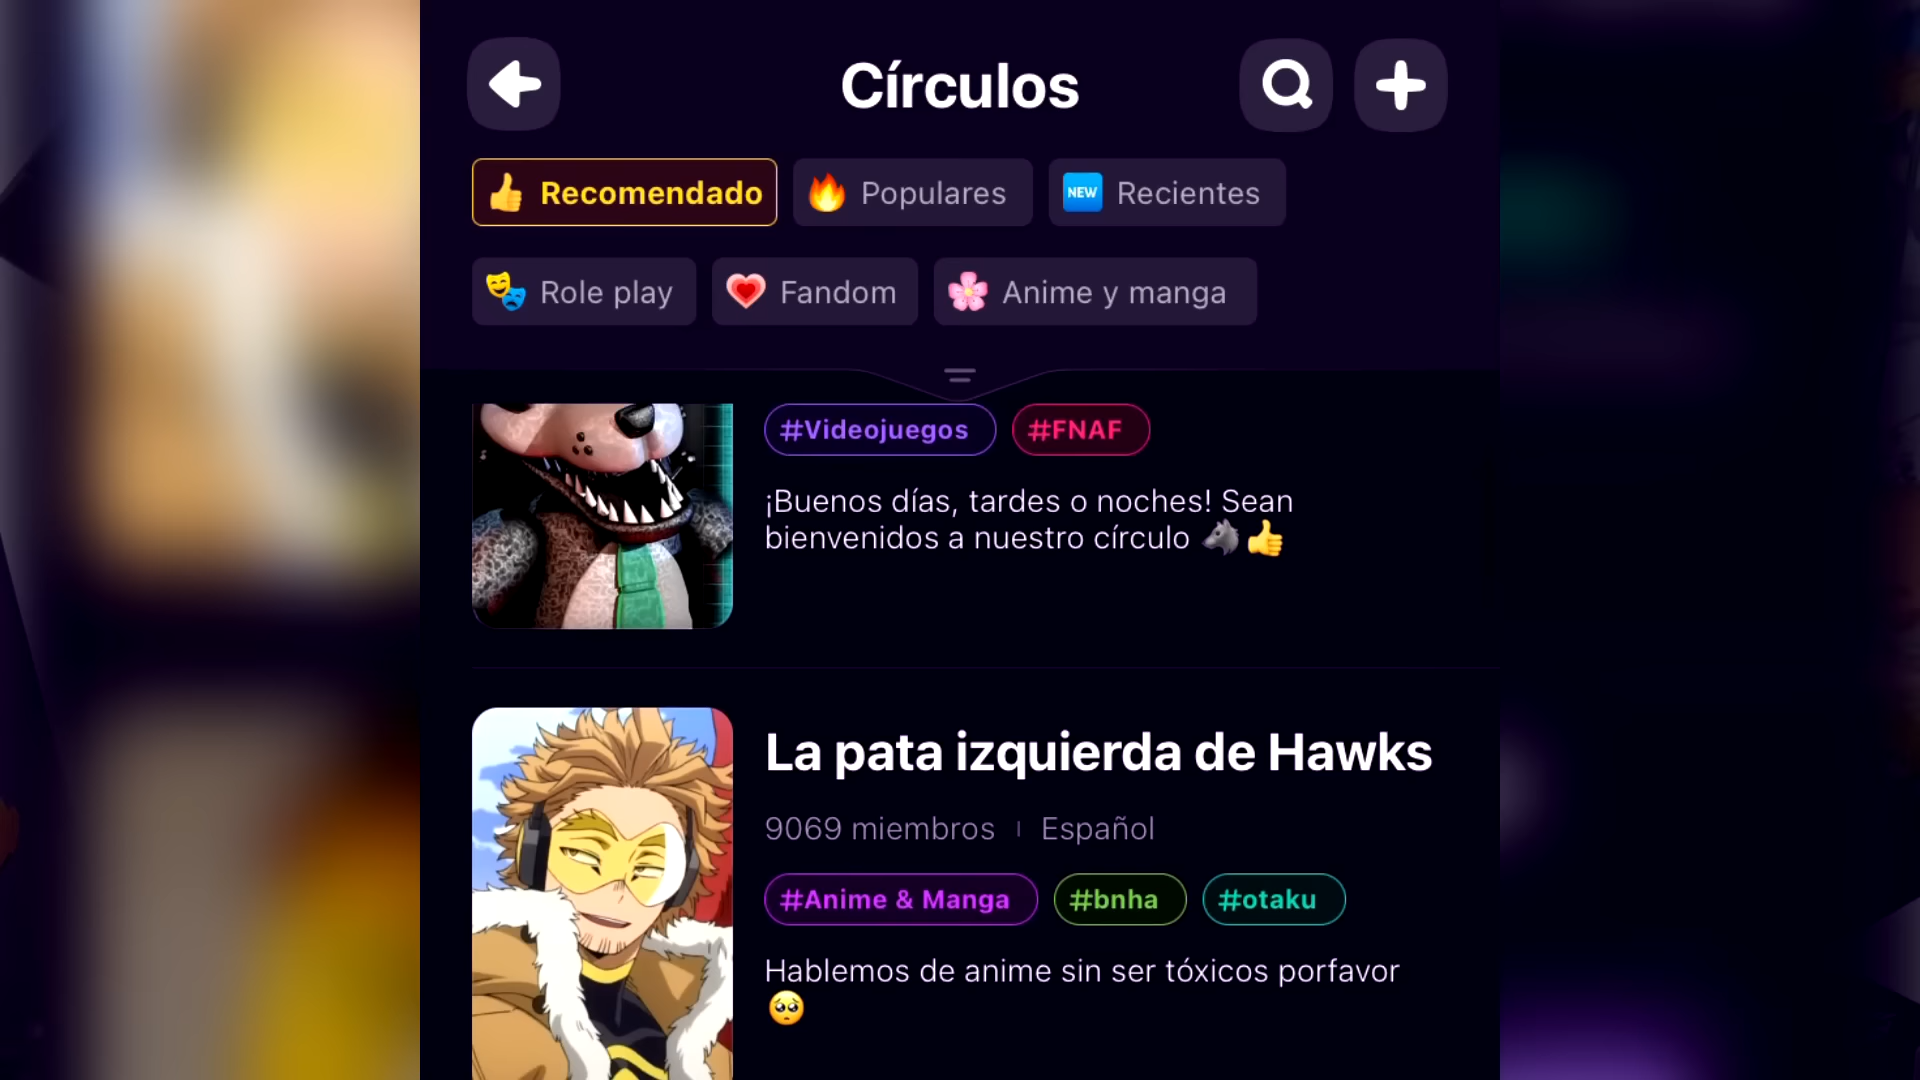 Círculos
Recomendado
Populares
NEW
Recientes
Role play
Fandom
Anime y manga
#Videojuegos
#FNAF
¡Buenos días, tardes o noches! Sean
bienvenidos a nuestro círculo 🐺👍
La pata izquierda de Hawks
9069 miembros
Español
#Anime & Manga
#bnha
#otaku
Hablemos de anime sin ser tóxicos porfavor
🥺